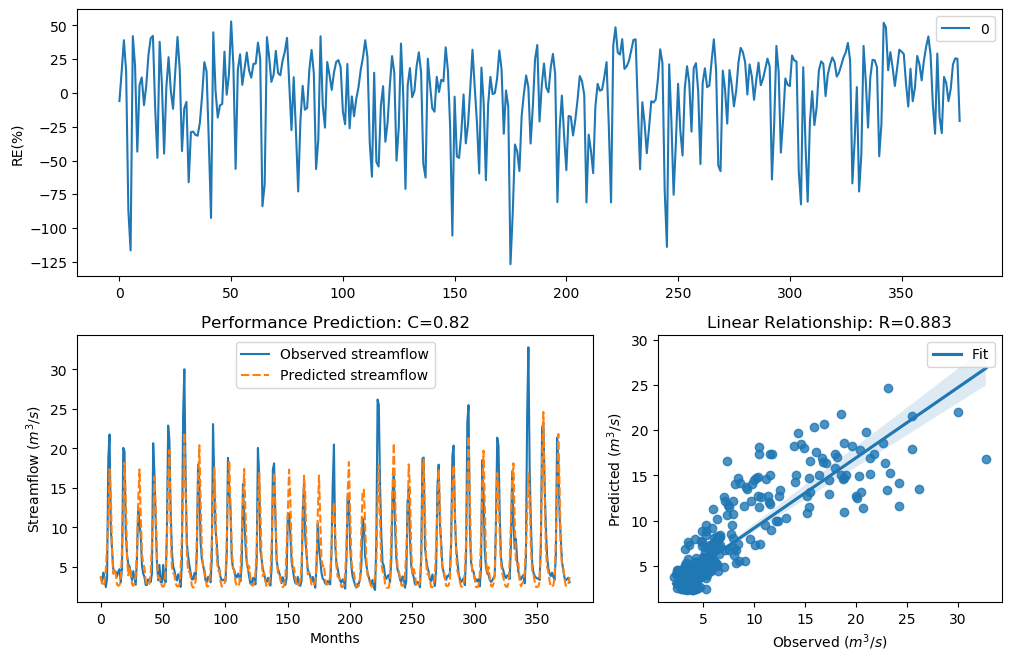 RE(%)
50
25
0
−25
−50
−75
−100
−125
0
0 50 100 150 200 250 300 350
Performance Prediction: C=0.82
Streamflow (m³/s)
30
25
20
15
10
5
Observed streamflow
Predicted streamflow
0 50 100 150 200 250 300 350
Months
Linear Relationship: R=0.883
Predicted (m³/s)
30
25
20
15
10
5
Fit
5 10 15 20 25 30
Observed (m³/s)